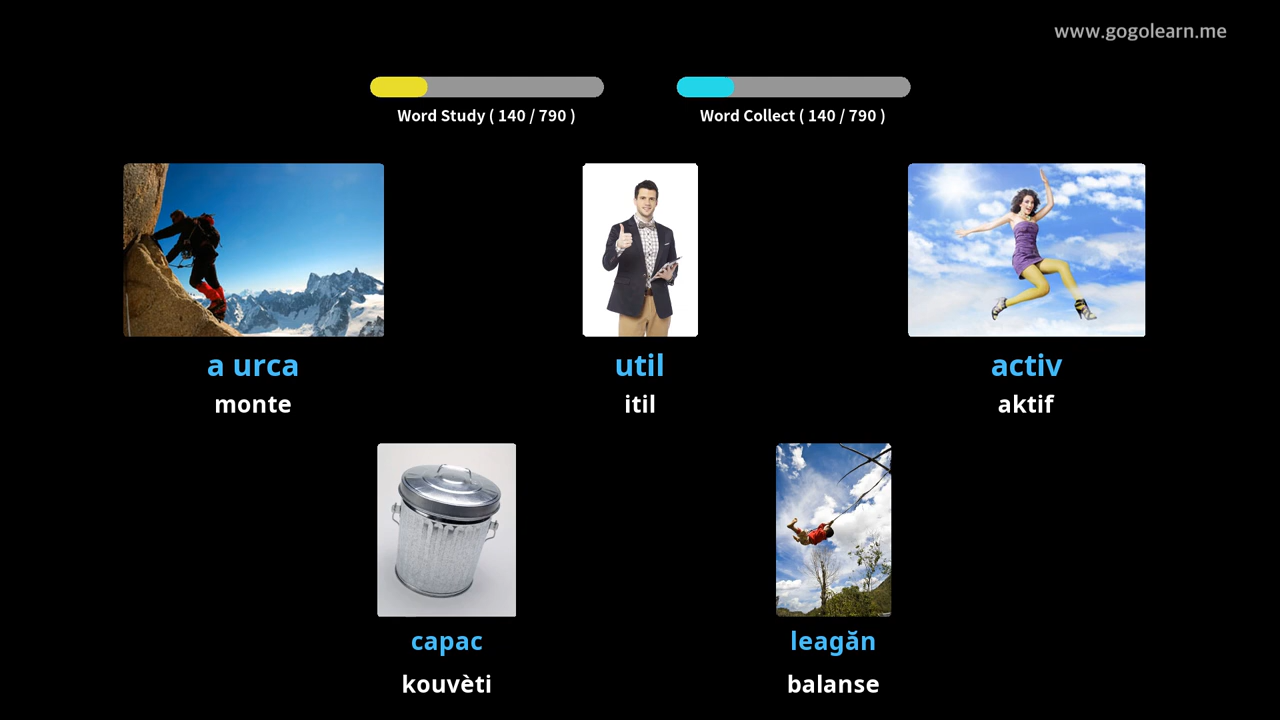 www.gogolearn.me
Word Study ( 140 / 790 )
Word Collect ( 140 / 790 )
a urca
monte
util
itil
activ
aktif
capac
kouvèti
leagăn
balanse